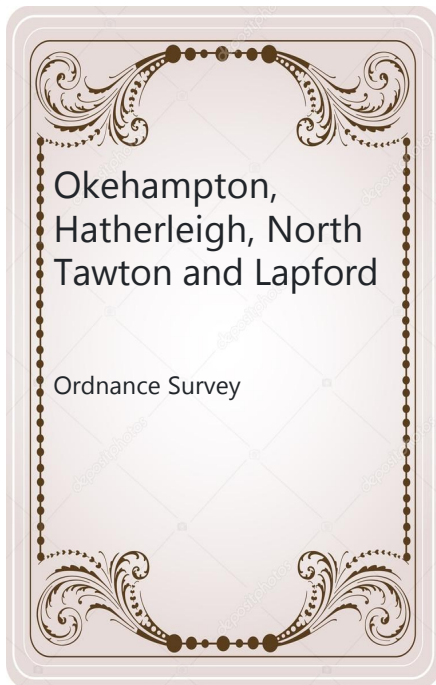 Okehampton,
Hatherleigh, North
Tawton and Lapford
Ordnance Survey